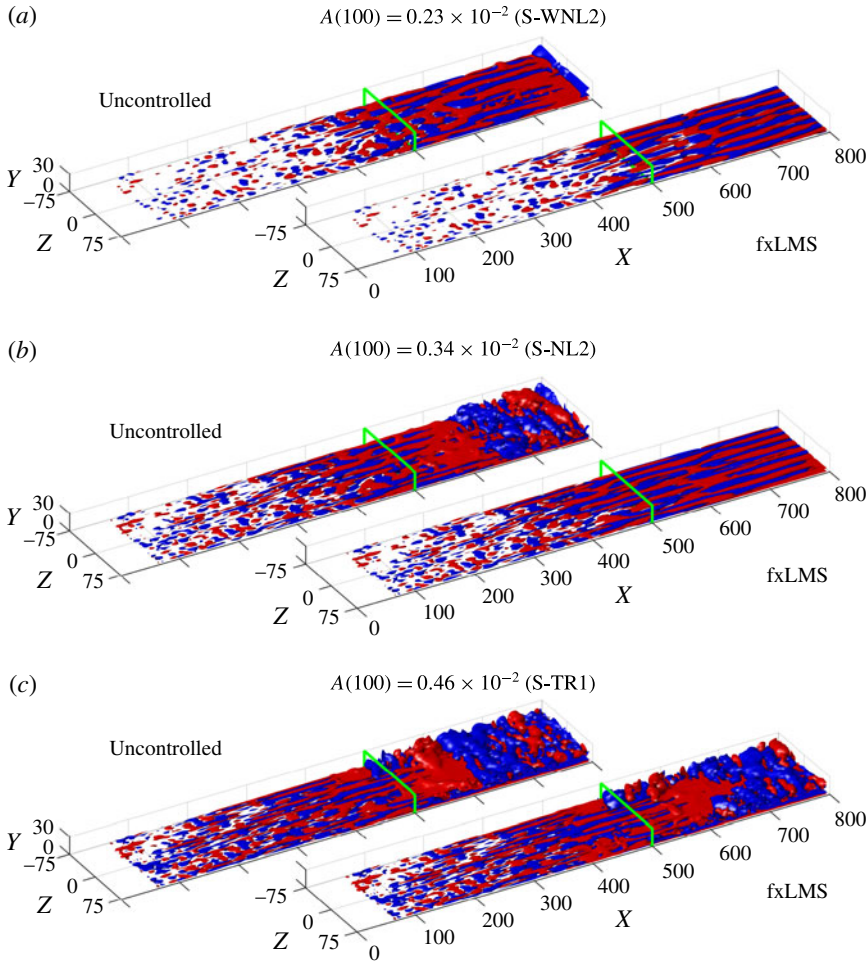 (a) A(100) = 0.23 × 10⁻² (S-WNL2)
Uncontrolled
30
Y 0
−75
0
Z 75
−75
0
Z 75
0 100 200 300 400 500 600 700 800
X
fxLMS
(b) A(100) = 0.34 × 10⁻² (S-NL2)
Uncontrolled
30
Y 0
−75
0
Z 75
−75
0
Z 75
0 100 200 300 400 500 600 700 800
X
fxLMS
(c) A(100) = 0.46 × 10⁻² (S-TR1)
Uncontrolled
30
Y 0
−75
0
Z 75
−75
0
Z 75
0 100 200 300 400 500 600 700 800
X
fxLMS